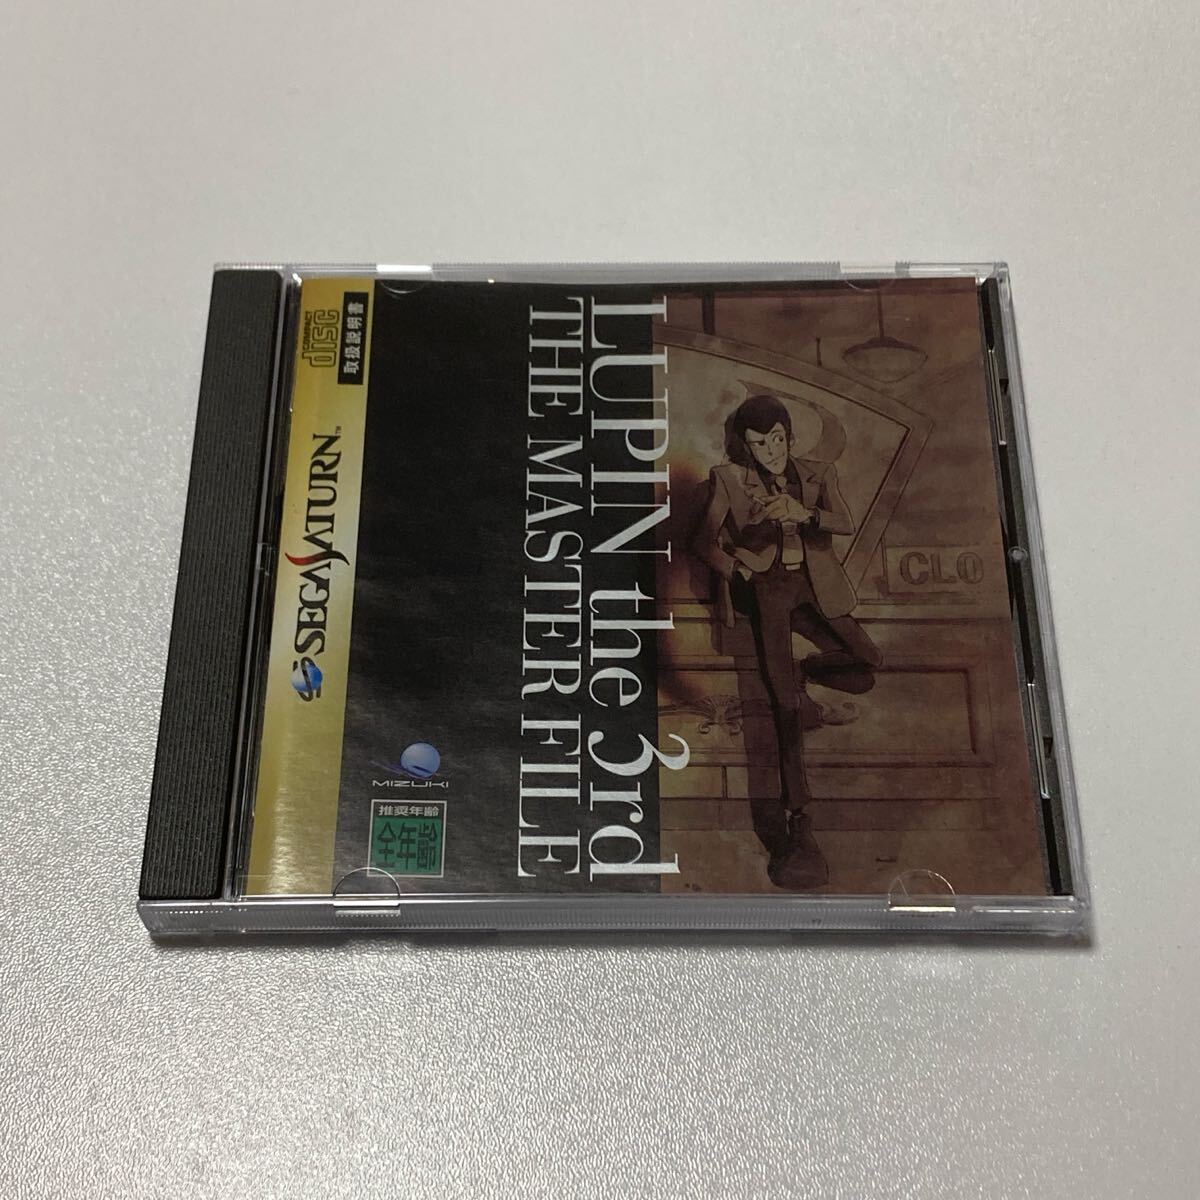 COMPACT
disc
取扱説明書
SEGA SATURN™
LUPIN the 3rd
THE MASTER FILE
CLO
MIZUKI
推奨年齢
全年齢